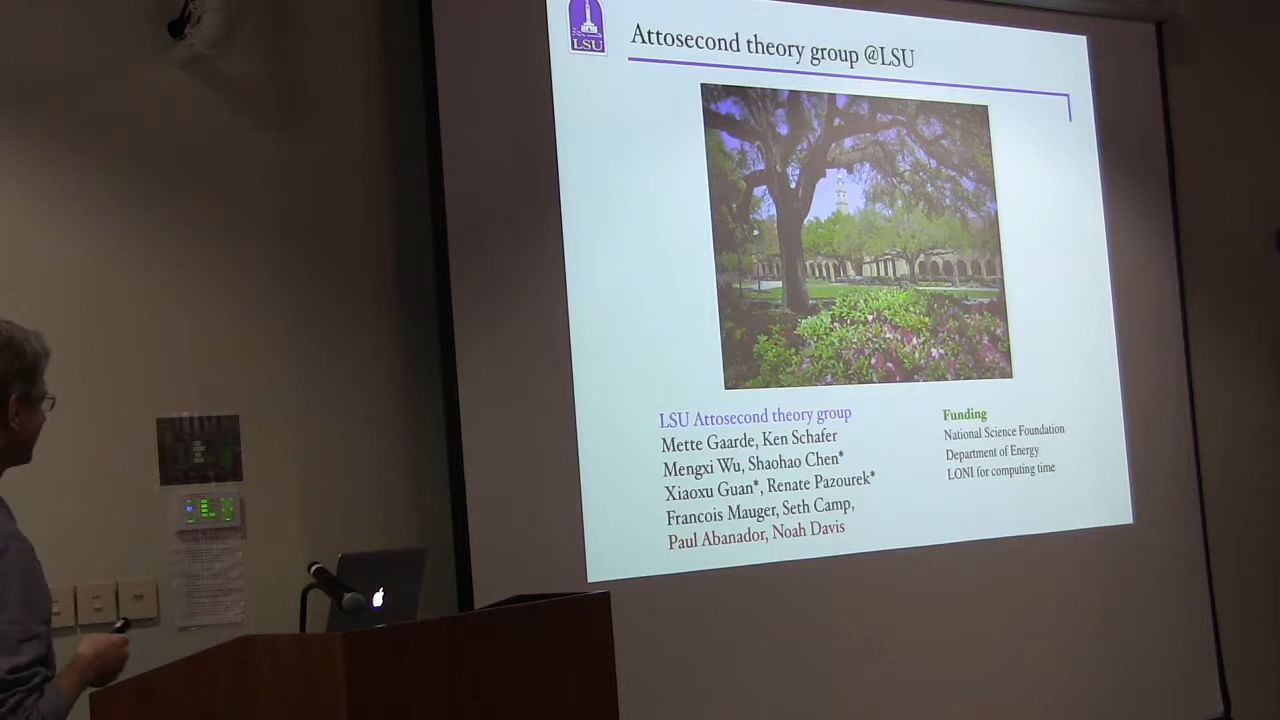 LSU
Attosecond theory group @LSU
LSU Attosecond theory group
Mette Gaarde, Ken Schafer
Mengxi Wu, Shaohao Chen*
Xiaoxu Guan*, Renate Pazourek*
Francois Mauger, Seth Camp,
Paul Abanador, Noah Davis
Funding
National Science Foundation
Department of Energy
LONI for computing time